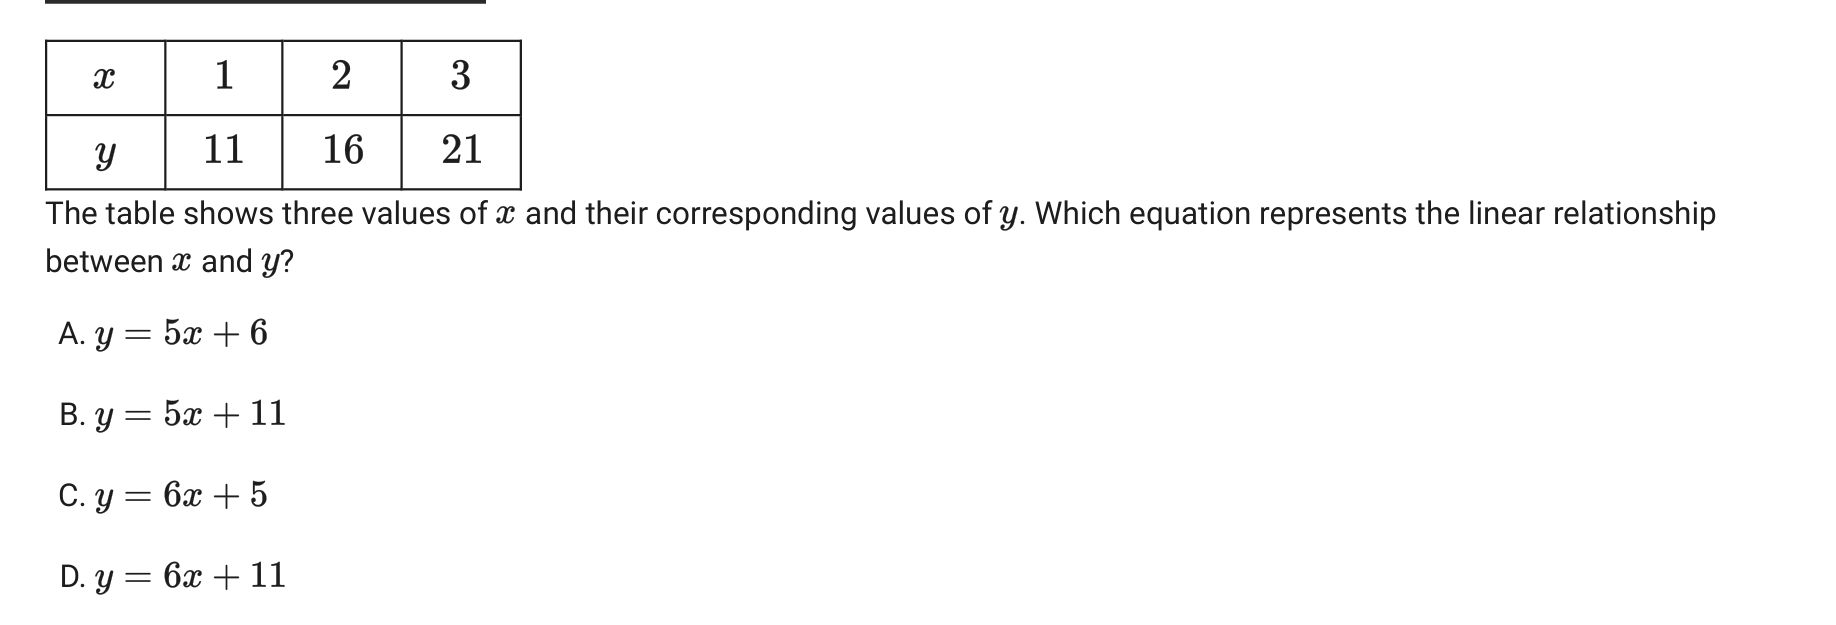 x 1 2 3
y 11 16 21
The table shows three values of x and their corresponding values of y. Which equation represents the linear relationship
between x and y?
A. y = 5x + 6
B. y = 5x + 11
C. y = 6x + 5
D. y = 6x + 11